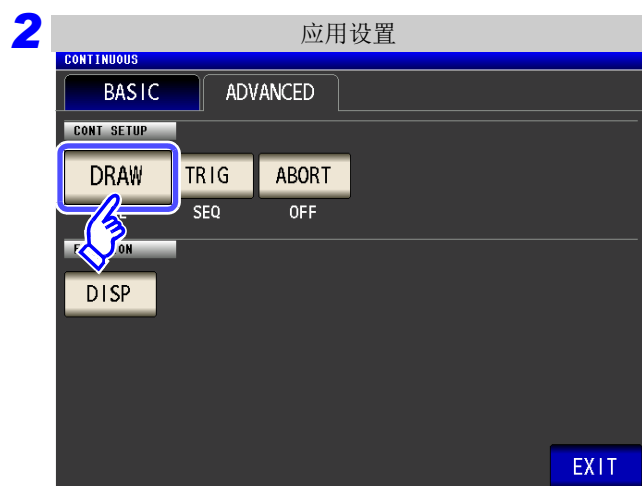 2
应用设置
CONTINUOUS
BASIC ADVANCED
CONT SETUP
DRAW TRIG ABORT
SEQ OFF
DISP
EXIT